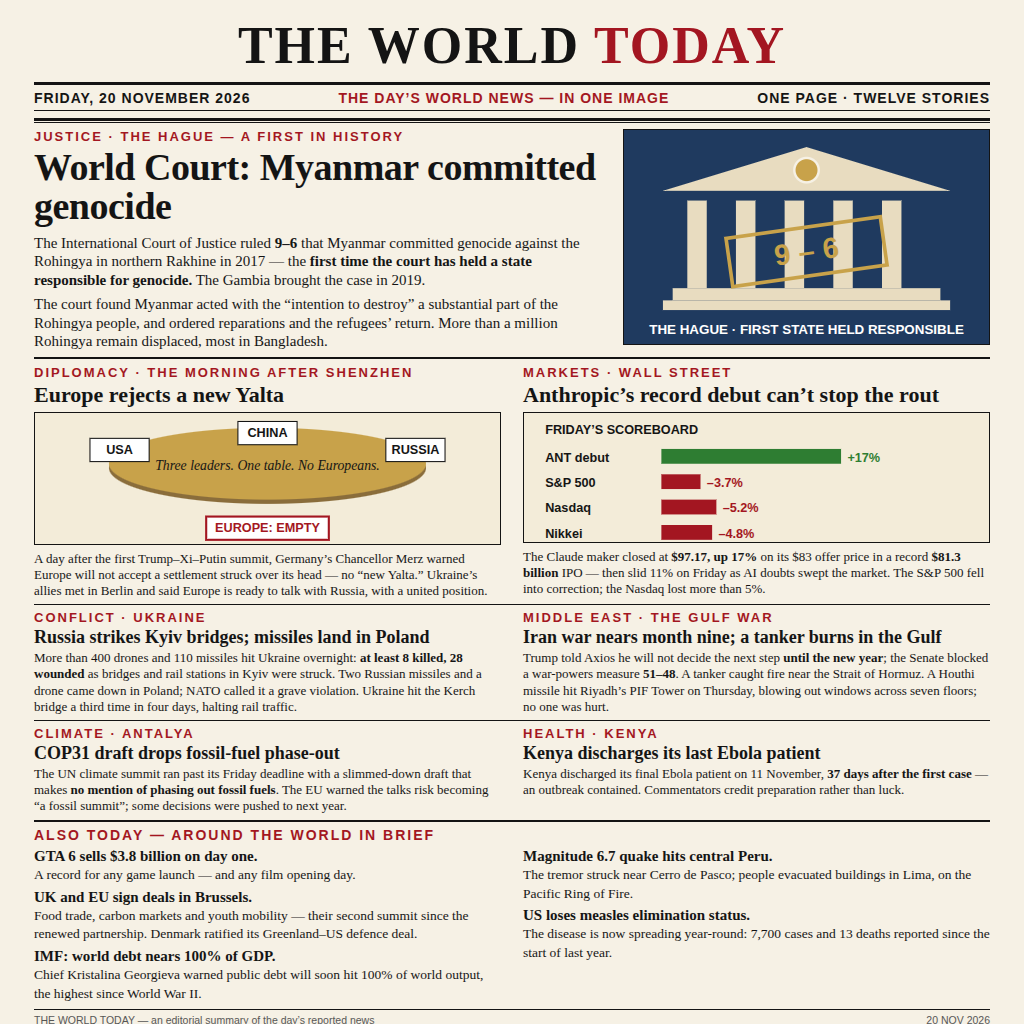 THE WORLD TODAY
FRIDAY, 20 NOVEMBER 2026
THE DAY’S WORLD NEWS — IN ONE IMAGE
ONE PAGE · TWELVE STORIES
JUSTICE · THE HAGUE — A FIRST IN HISTORY
World Court: Myanmar committed
genocide
The International Court of Justice ruled 9–6 that Myanmar committed genocide against the
Rohingya in northern Rakhine in 2017 — the first time the court has held a state
responsible for genocide. The Gambia brought the case in 2019.
The court found Myanmar acted with the “intention to destroy” a substantial part of the
Rohingya people, and ordered reparations and the refugees’ return. More than a million
Rohingya remain displaced, most in Bangladesh.
9 – 6
THE HAGUE · FIRST STATE HELD RESPONSIBLE
DIPLOMACY · THE MORNING AFTER SHENZHEN
Europe rejects a new Yalta
USA
CHINA
RUSSIA
Three leaders. One table. No Europeans.
EUROPE: EMPTY
A day after the first Trump–Xi–Putin summit, Germany’s Chancellor Merz warned
Europe will not accept a settlement struck over its head — no “new Yalta.” Ukraine’s
allies met in Berlin and said Europe is ready to talk with Russia, with a united position.
MARKETS · WALL STREET
Anthropic’s record debut can’t stop the rout
FRIDAY’S SCOREBOARD
ANT debut +17%
S&P 500 –3.7%
Nasdaq –5.2%
Nikkei –4.8%
The Claude maker closed at $97.17, up 17% on its $83 offer price in a record $81.3
billion IPO — then slid 11% on Friday as AI doubts swept the market. The S&P 500 fell
into correction; the Nasdaq lost more than 5%.
CONFLICT · UKRAINE
Russia strikes Kyiv bridges; missiles land in Poland
More than 400 drones and 110 missiles hit Ukraine overnight: at least 8 killed, 28
wounded as bridges and rail stations in Kyiv were struck. Two Russian missiles and a
drone came down in Poland; NATO called it a grave violation. Ukraine hit the Kerch
bridge a third time in four days, halting rail traffic.
MIDDLE EAST · THE GULF WAR
Iran war nears month nine; a tanker burns in the Gulf
Trump told Axios he will not decide the next step until the new year; the Senate blocked
a war-powers measure 51–48. A tanker caught fire near the Strait of Hormuz. A Houthi
missile hit Riyadh’s PIF Tower on Thursday, blowing out windows across seven floors;
no one was hurt.
CLIMATE · ANTALYA
COP31 draft drops fossil-fuel phase-out
The UN climate summit ran past its Friday deadline with a slimmed-down draft that
makes no mention of phasing out fossil fuels. The EU warned the talks risk becoming
“a fossil summit”; some decisions were pushed to next year.
HEALTH · KENYA
Kenya discharges its last Ebola patient
Kenya discharged its final Ebola patient on 11 November, 37 days after the first case —
an outbreak contained. Commentators credit preparation rather than luck.
ALSO TODAY — AROUND THE WORLD IN BRIEF
GTA 6 sells $3.8 billion on day one.
A record for any game launch — and any film opening day.
UK and EU sign deals in Brussels.
Food trade, carbon markets and youth mobility — their second summit since the
renewed partnership. Denmark ratified its Greenland–US defence deal.
IMF: world debt nears 100% of GDP.
Chief Kristalina Georgieva warned public debt will soon hit 100% of world output,
the highest since World War II.
Magnitude 6.7 quake hits central Peru.
The tremor struck near Cerro de Pasco; people evacuated buildings in Lima, on the
Pacific Ring of Fire.
US loses measles elimination status.
The disease is now spreading year-round: 7,700 cases and 13 deaths reported since the
start of last year.
THE WORLD TODAY — an editorial summary of the day’s reported news
20 NOV 2026